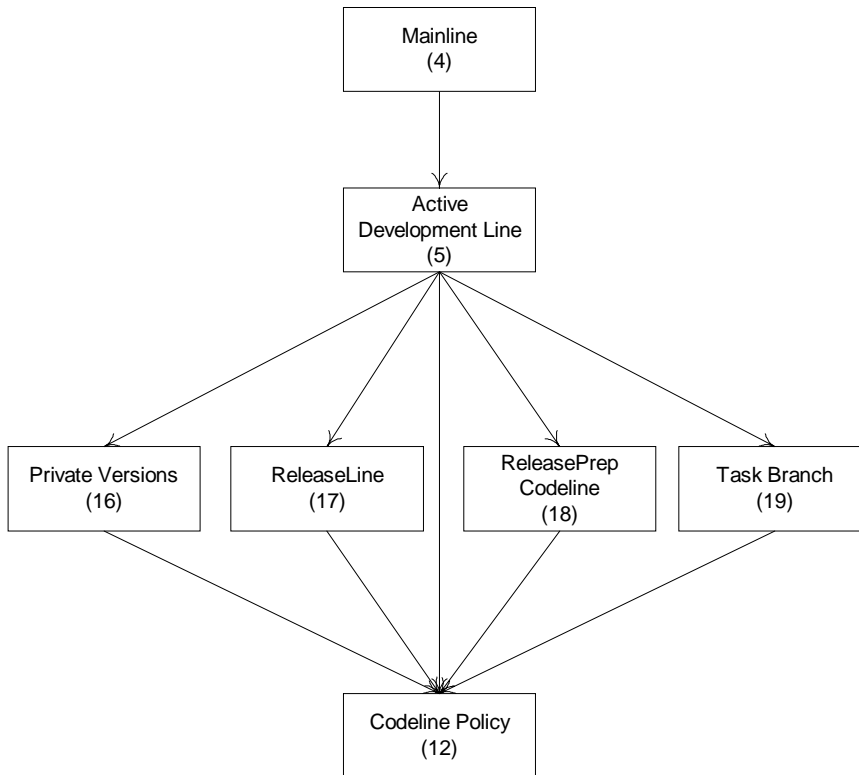 Mainline
(4)
Active
Development Line
(5)
Private Versions
(16)
ReleaseLine
(17)
ReleasePrep
Codeline
(18)
Task Branch
(19)
Codeline Policy
(12)